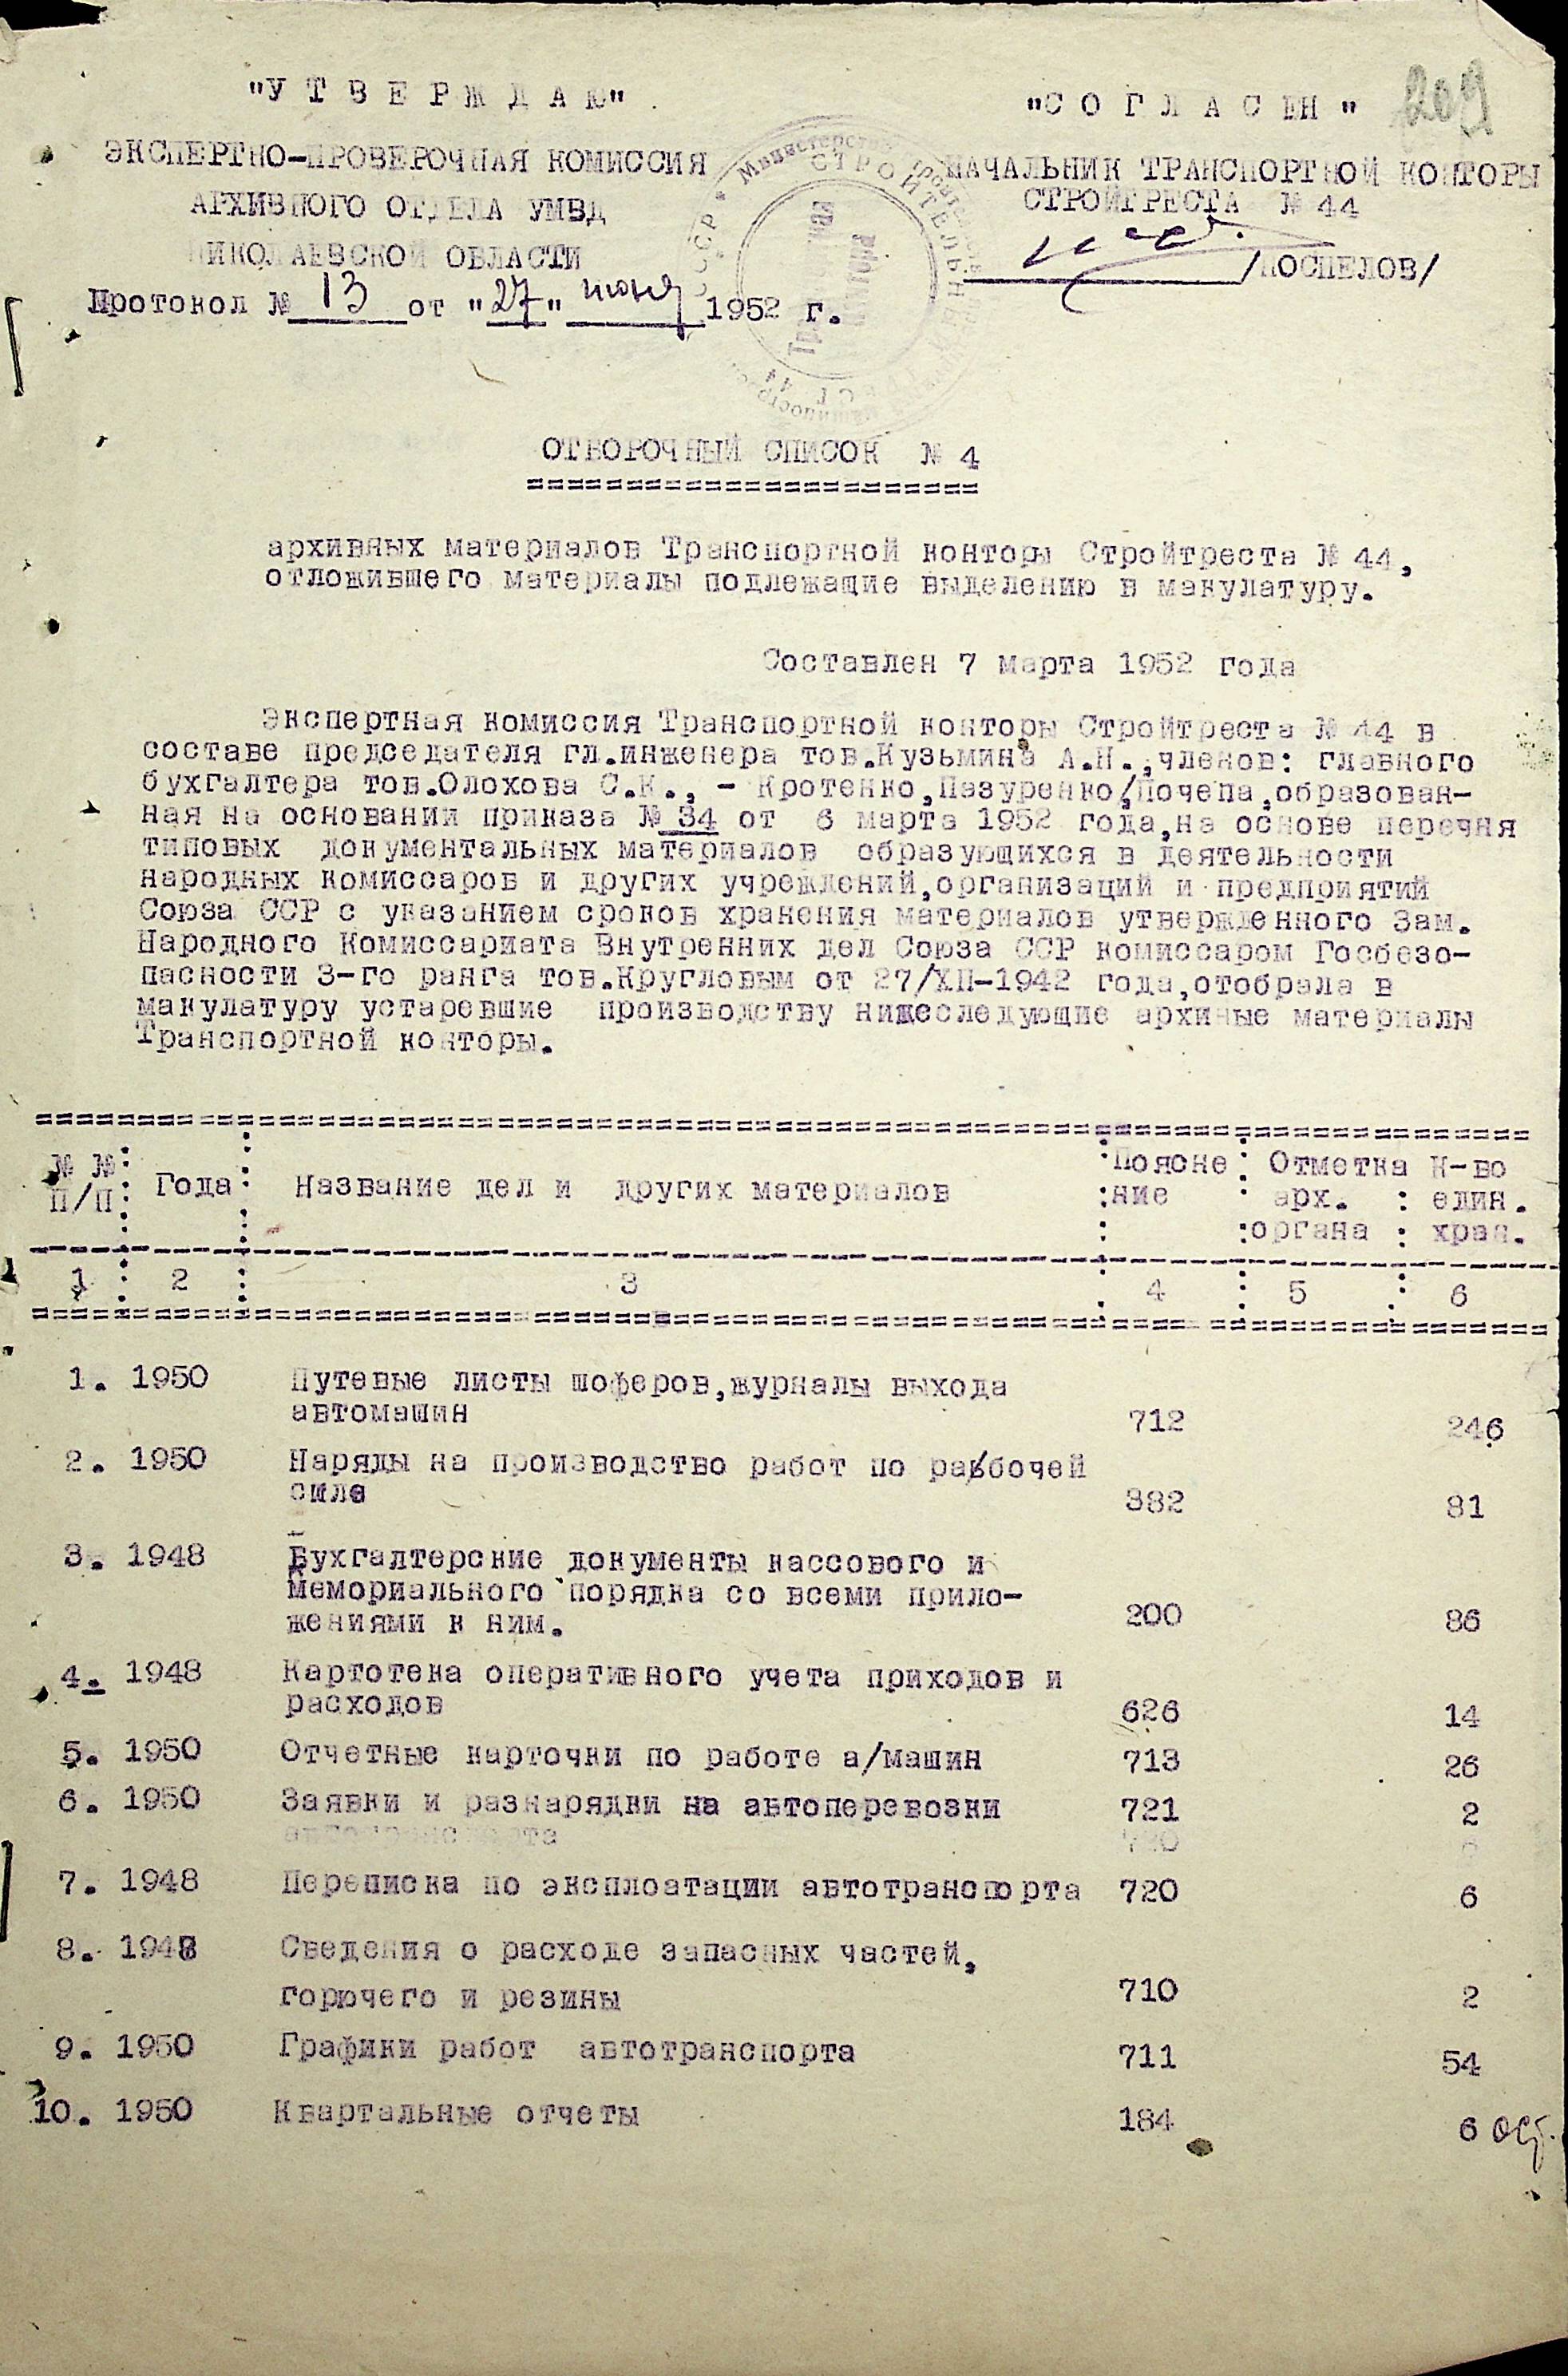 209
"У Т В Е Р Ж Д А Ю"
ЭКСПЕРТНО-ПРОВЕРОЧНАЯ КОМИССИЯ
АРХИВНОГО ОТДЕЛА УМВД
НИКОЛАЕВСКОЙ ОБЛАСТИ
Протокол № 13 от "27" июня 1952 г.
"С О Г Л А С Е Н "
НАЧАЛЬНИК ТРАНСПОРТНОЙ КОНТОРЫ
СТРОЙТРЕСТА № 44
/ПОСПЕЛОВ/
ОТБОРОЧНЫЙ СПИСОК № 4
=======================
архивных материалов Транспортной конторы Стройтреста № 44,
отложившего материалы подлежащие выделению в макулатуру.
Составлен 7 марта 1952 года
Экспертная комиссия Транспортной конторы Стройтреста № 44 в
составе председателя гл.инженера тов.Кузьмина А.Н.,членов: главного
бухгалтера тов.Олохова С.К., - Кротенко,Пазуренко,Почепа,образован-
ная на основании приказа № 34 от 6 марта 1952 года,на основе перечня
типовых документальных материалов образующихся в деятельности
народных комиссаров и других учреждений,организаций и предприятий
Союза ССР с указанием сроков хранения материалов утвержденного Зам.
Народного Комиссариата Внутренних дел Союза ССР комиссаром Госбезо-
пасности 3-го ранга тов.Кругловым от 27/XII-1942 года,отобрала в
макулатуру устаревшие производству нижеследующие архиные материалы
Транспортной конторы.
№ № П/П : Года : Название дел и других материалов : Поясне ние : Отметка арх. органа : К-во един. хран.
1 : 2 : 3 : 4 : 5 : 6
1. 1950 Путевые листы шоферов,журналы выхода
автомашин 712 246
2. 1950 Наряды на производство работ по рабочей
силе 382 81
3. 1948 Бухгалтерские документы кассового и
мемориального порядка со всеми прило-
жениями к ним. 200 86
4. 1948 Картотека оперативного учета приходов и
расходов 626 14
5. 1950 Отчетные карточки по работе а/машин 713 26
6. 1950 Заявки и разнарядки на автоперевозки 721 2
7. 1948 Переписка по эксплоатации автотранспорта 720 6
8. 1948 Сведения о расходе запасных частей,
горючего и резины 710 2
9. 1950 Графики работ автотранспорта 711 54
10. 1950 Квартальные отчеты 184 6 ост.